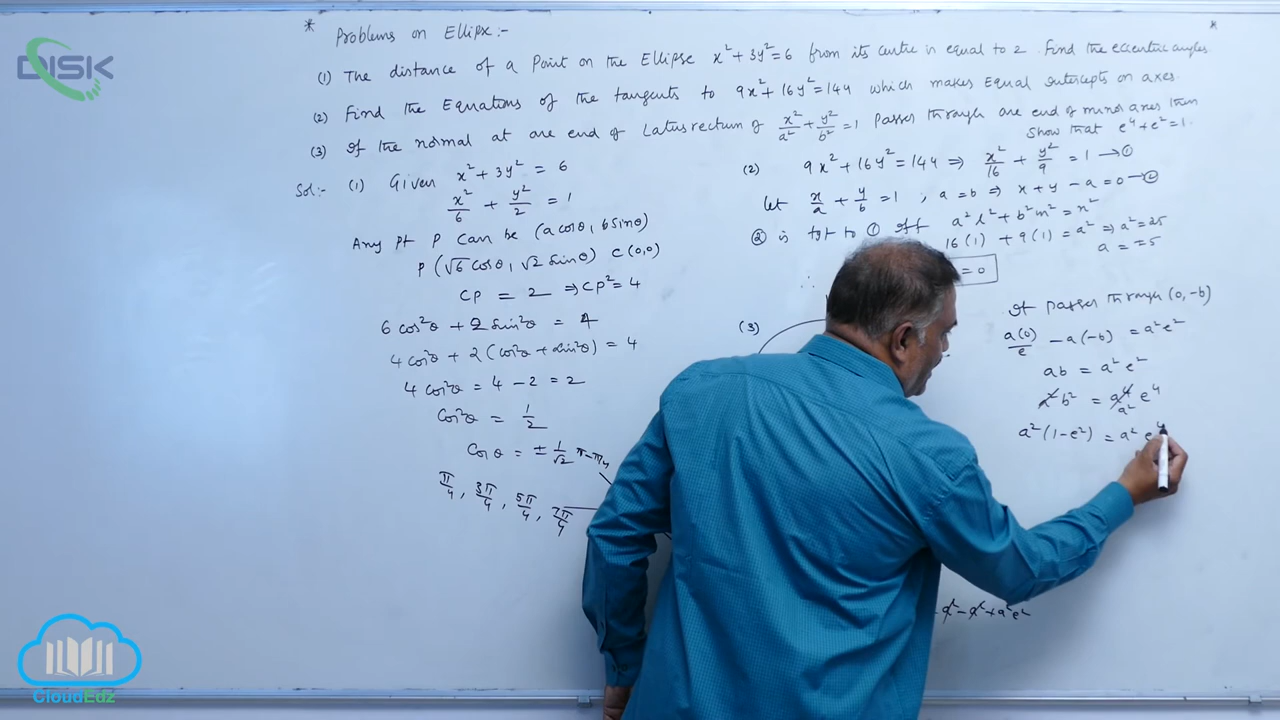 DISK
* Problems on Ellipse :- *
(1) The distance of a Point on the Ellipse x²+3y²=6 from its centre is equal to 2. Find the eccentric angles
(2) Find the Equations of the tangents to 9x²+16y²=144 which makes Equal intercepts on axes.
(3) If the normal at one end of Latusrectum of x²/a² + y²/b² = 1 Passes through one end of minor axes then
Show that e⁴+e²=1.
Sol:- (1) Given x²+3y² = 6
x²/6 + y²/2 = 1
Any pt P can be (a cosθ, b sinθ)
P (√6 cosθ, √2 sinθ) C(0,0)
CP = 2 ⇒ CP² = 4
6 cos²θ + 2 sin²θ = 4
4 cos²θ + 2 (cos²θ + sin²θ) = 4
4 cos²θ = 4 - 2 = 2
cos²θ = 1/2
cosθ = ± 1/√2 π-π/4
π/4, 3π/4, 5π/4, 7π/4
(2) 9x²+16y²=144 ⇒ x²/16 + y²/9 = 1 → ①
let x/a + y/b = 1 ; a=b ⇒ x+y-a=0 → ②
② is tgt to ① iff a²l²+b²m²=n²
16(1) + 9(1) = a² ⇒ a²=25
a = ±5
∴ = 0
(3)
It passes through (0,-b)
a(0)/e - a(-b) = a²e²
ab = a²e²
a²b² = a⁴e⁴
a²
a²(1-e²) = a²e⁴
a² - a² + a²e²
CloudEdz